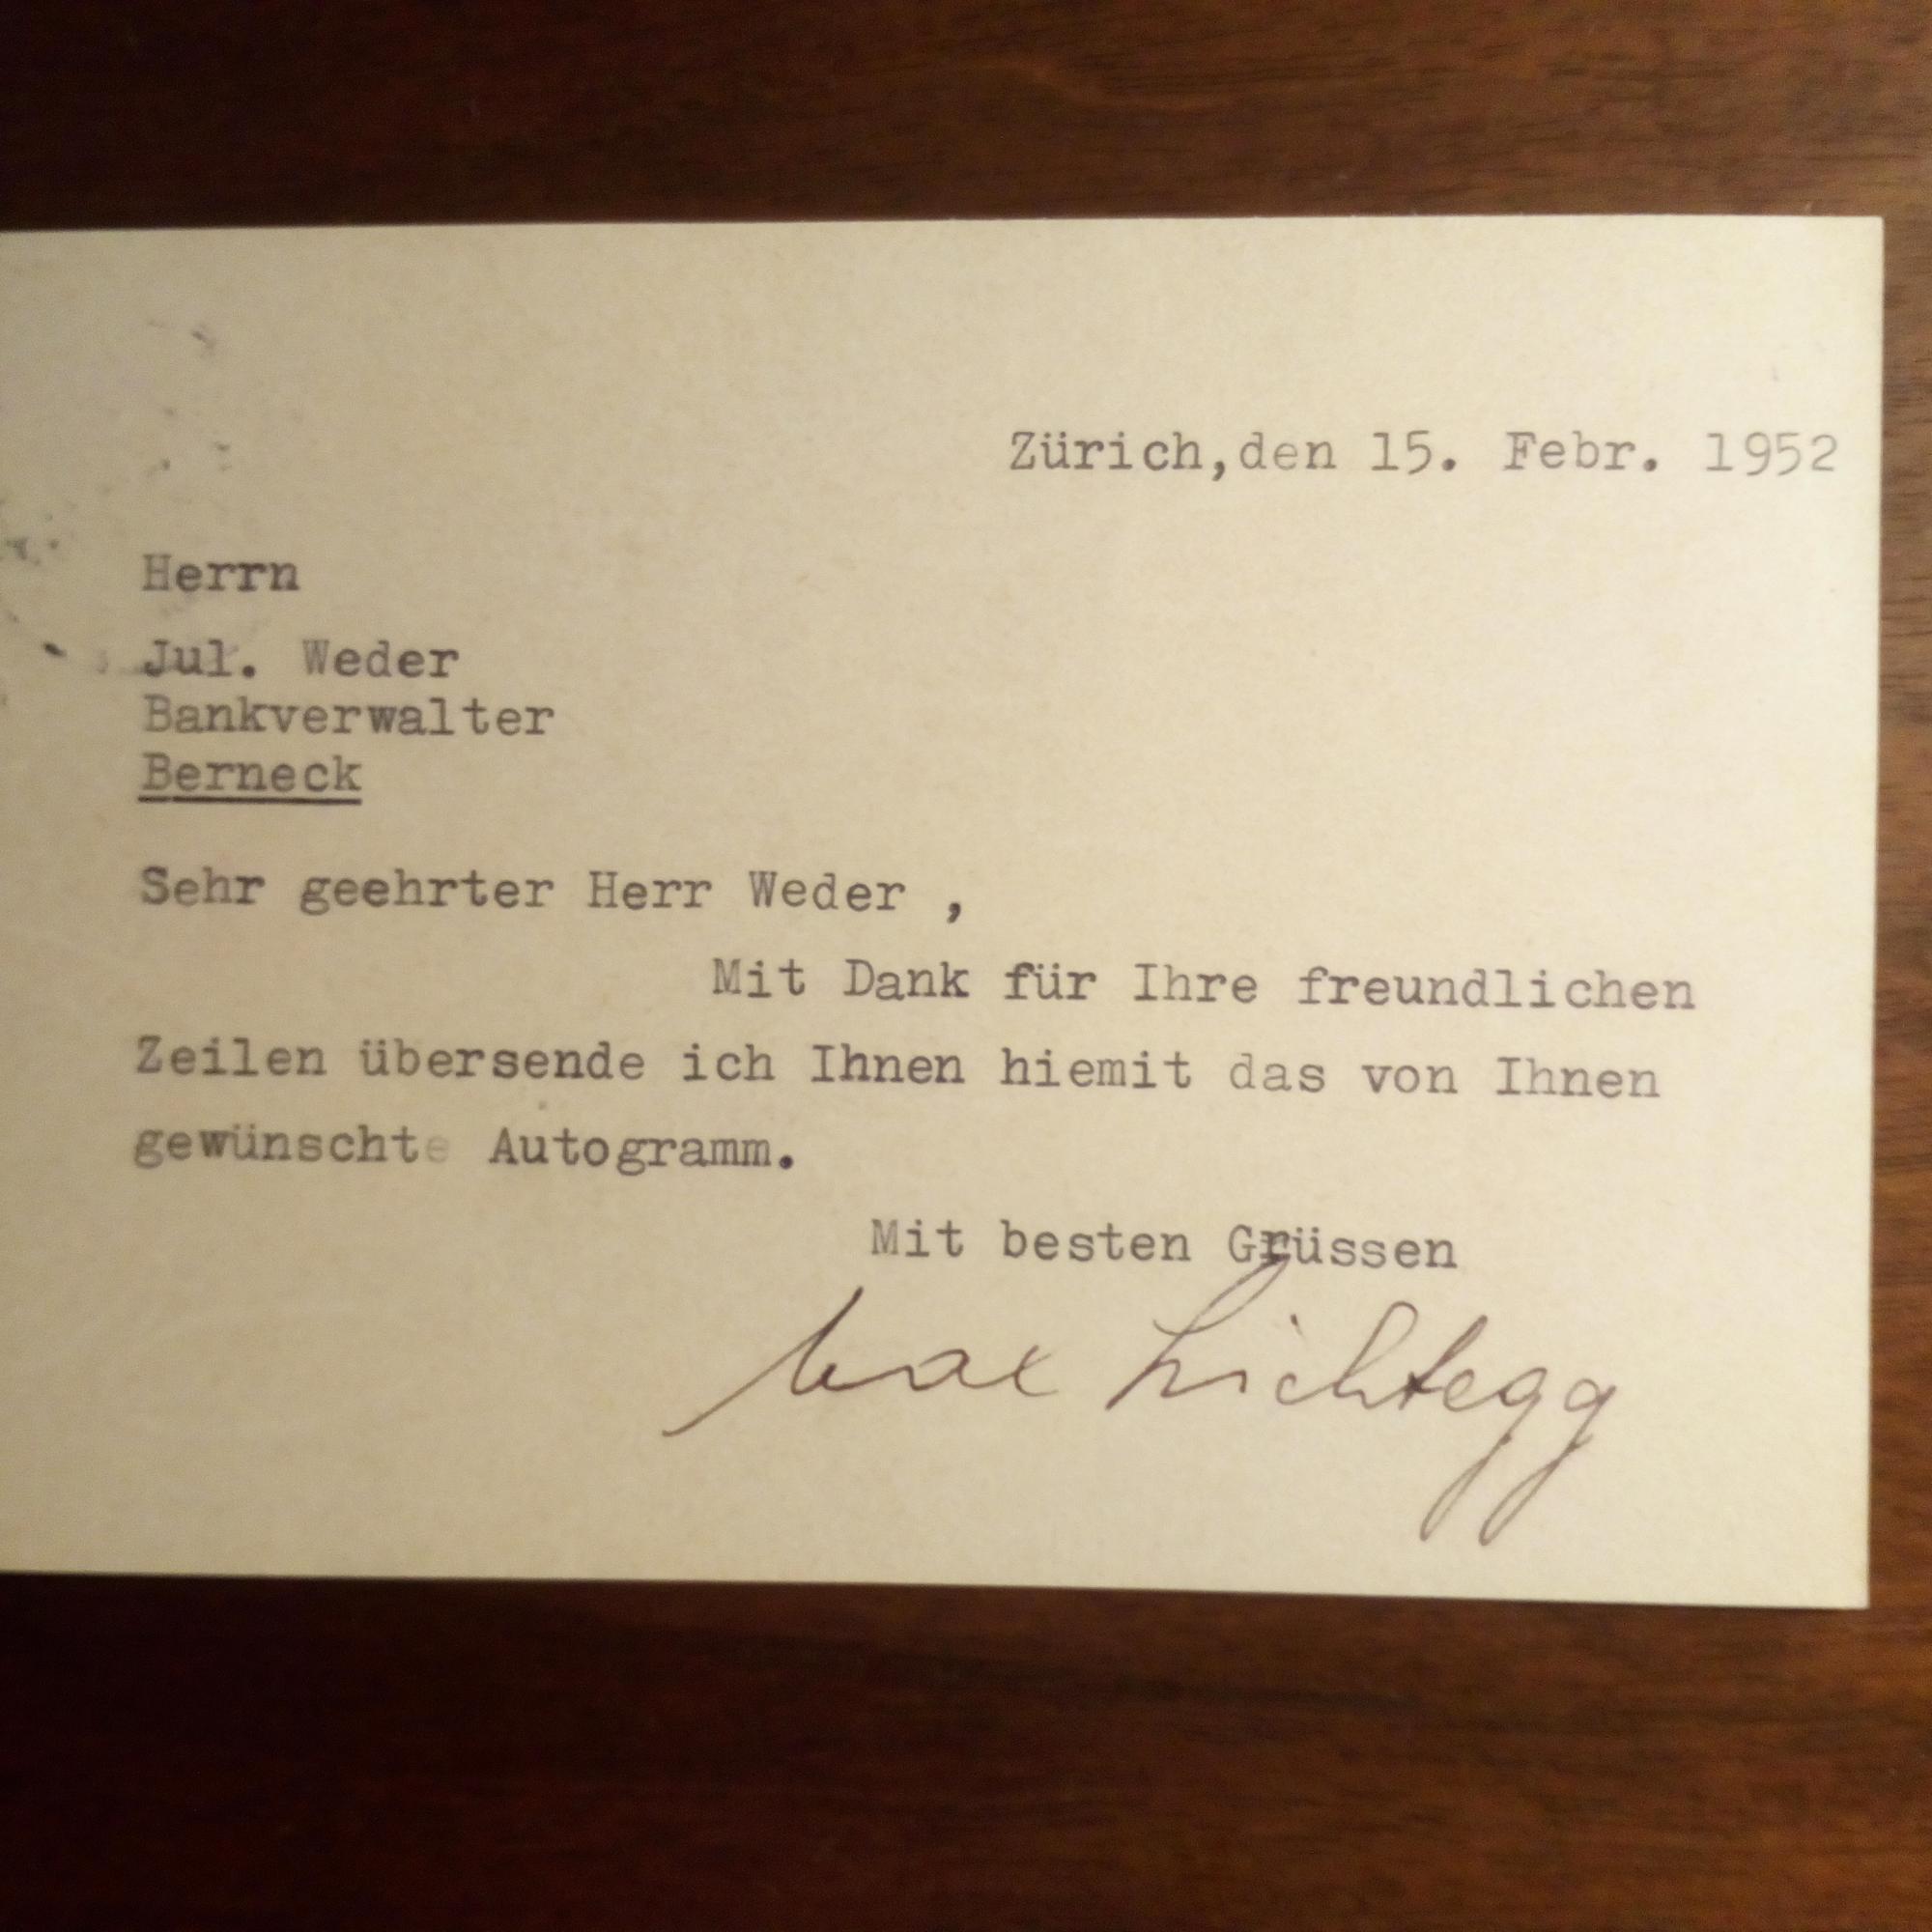 Zürich,den 15. Febr. 1952
Herrn
Jul. Weder
Bankverwalter
Berneck
Sehr geehrter Herr Weder ,
Mit Dank für Ihre freundlichen
Zeilen übersende ich Ihnen hiemit das von Ihnen
gewünschte Autogramm.
Mit besten Grüssen
Max Lichtegg